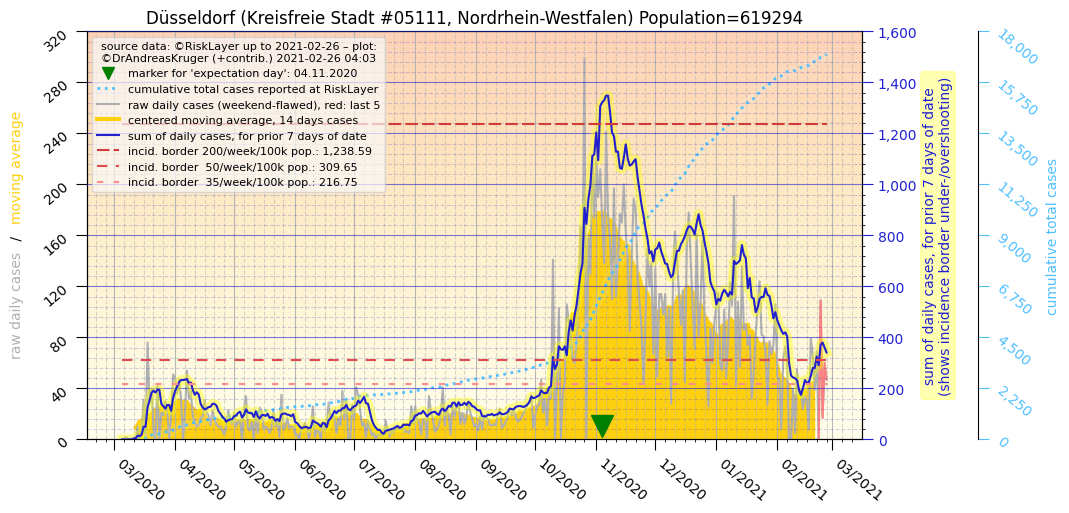 Düsseldorf (Kreisfreie Stadt #05111, Nordrhein-Westfalen) Population=619294
source data: ©RiskLayer up to 2021-02-26 – plot:
©DrAndreasKruger (+contrib.) 2021-02-26 04:03
marker for 'expectation day': 04.11.2020
cumulative total cases reported at RiskLayer
raw daily cases (weekend-flawed), red: last 5
centered moving average, 14 days cases
sum of daily cases, for prior 7 days of date
incid. border 200/week/100k pop.: 1,238.59
incid. border  50/week/100k pop.: 309.65
incid. border  35/week/100k pop.: 216.75
raw daily cases / moving average
320
280
240
200
160
120
80
40
0
03/2020
04/2020
05/2020
06/2020
07/2020
08/2020
09/2020
10/2020
11/2020
12/2020
01/2021
02/2021
03/2021
1,600
1,400
1,200
1,000
800
600
400
200
0
sum of daily cases, for prior 7 days of date
(shows incidence border under-/overshooting)
18,000
15,750
13,500
11,250
9,000
6,750
4,500
2,250
0
cumulative total cases